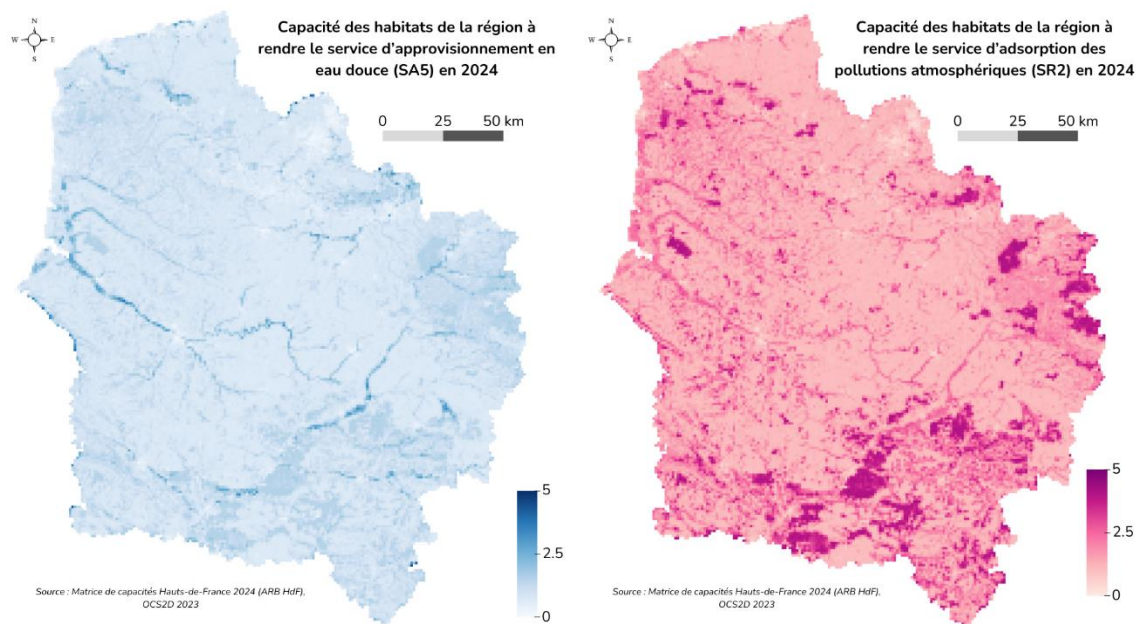 Capacité des habitats de la région à
rendre le service d'approvisionnement en
eau douce (SA5) en 2024
N
W E
S
0 25 50 km
5
2.5
0
Source : Matrice de capacités Hauts-de-France 2024 (ARB HdF),
OCS2D 2023
Capacité des habitats de la région à
rendre le service d'adsorption des
pollutions atmosphériques (SR2) en 2024
N
W E
S
0 25 50 km
5
2.5
0
Source : Matrice de capacités Hauts-de-France 2024 (ARB HdF),
OCS2D 2023